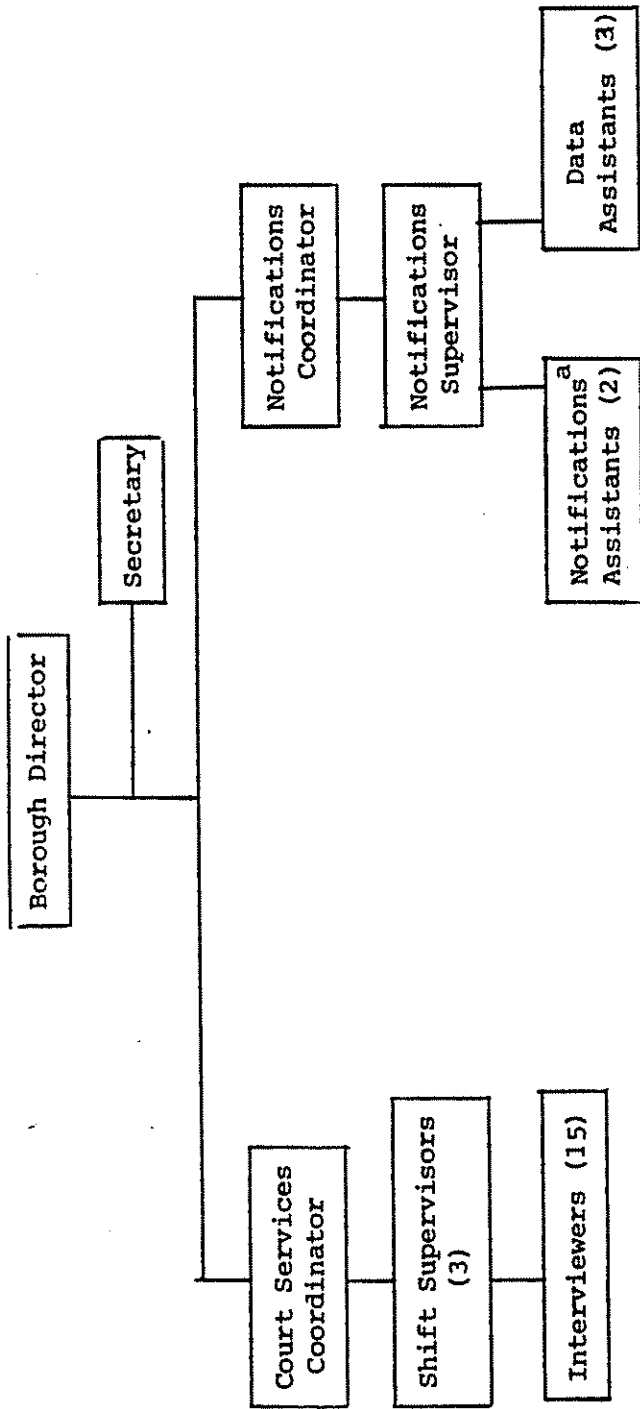 Borough Director
Secretary
Court Services
Coordinator
Notifications
Coordinator
Shift Supervisors
(3)
Notifications
Supervisor
Interviewers (15)
Notifications a
Assistants (2)
Data
Assistants (3)